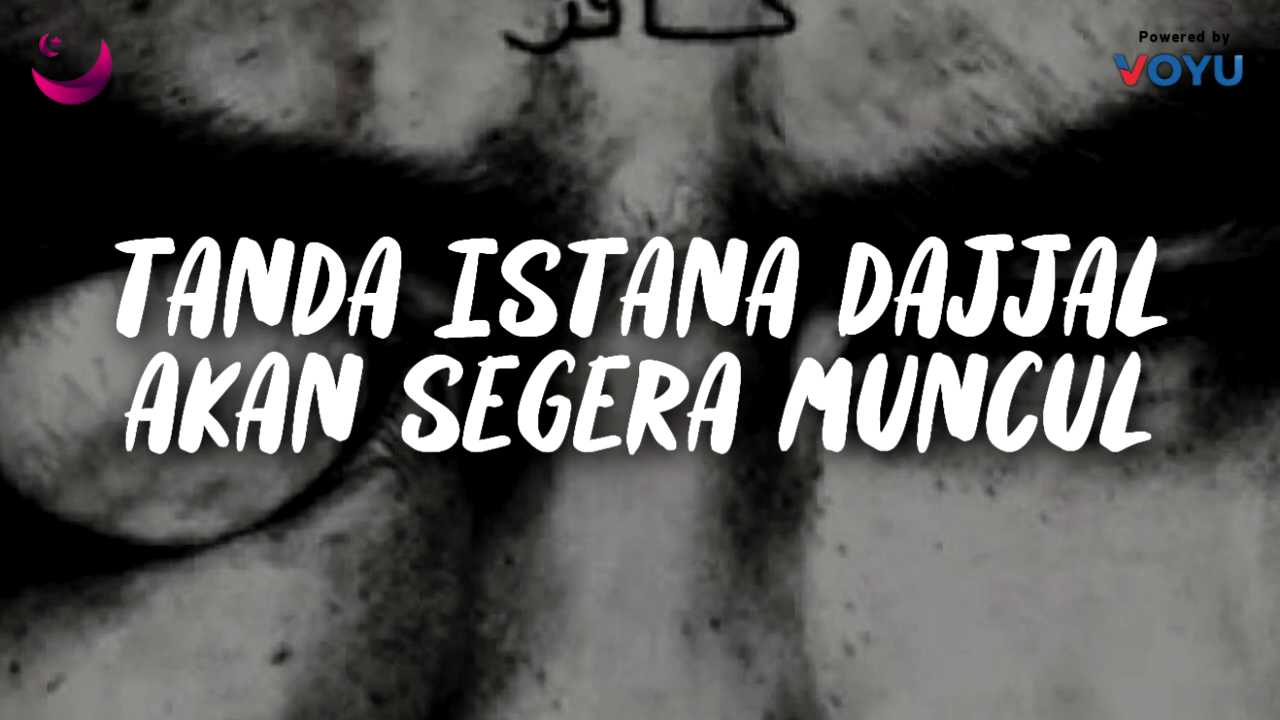 كافر
Powered by
VOYU
TANDA ISTANA DAJJAL
AKAN SEGERA MUNCUL